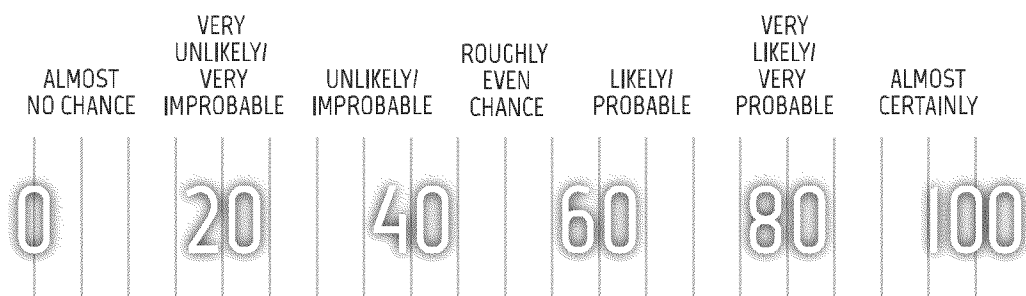 ALMOST
NO CHANCE
VERY
UNLIKELY/
VERY
IMPROBABLE
UNLIKELY/
IMPROBABLE
ROUGHLY
EVEN
CHANCE
LIKELY/
PROBABLE
VERY
LIKELY/
VERY
PROBABLE
ALMOST
CERTAINLY
0 20 40 60 80 100